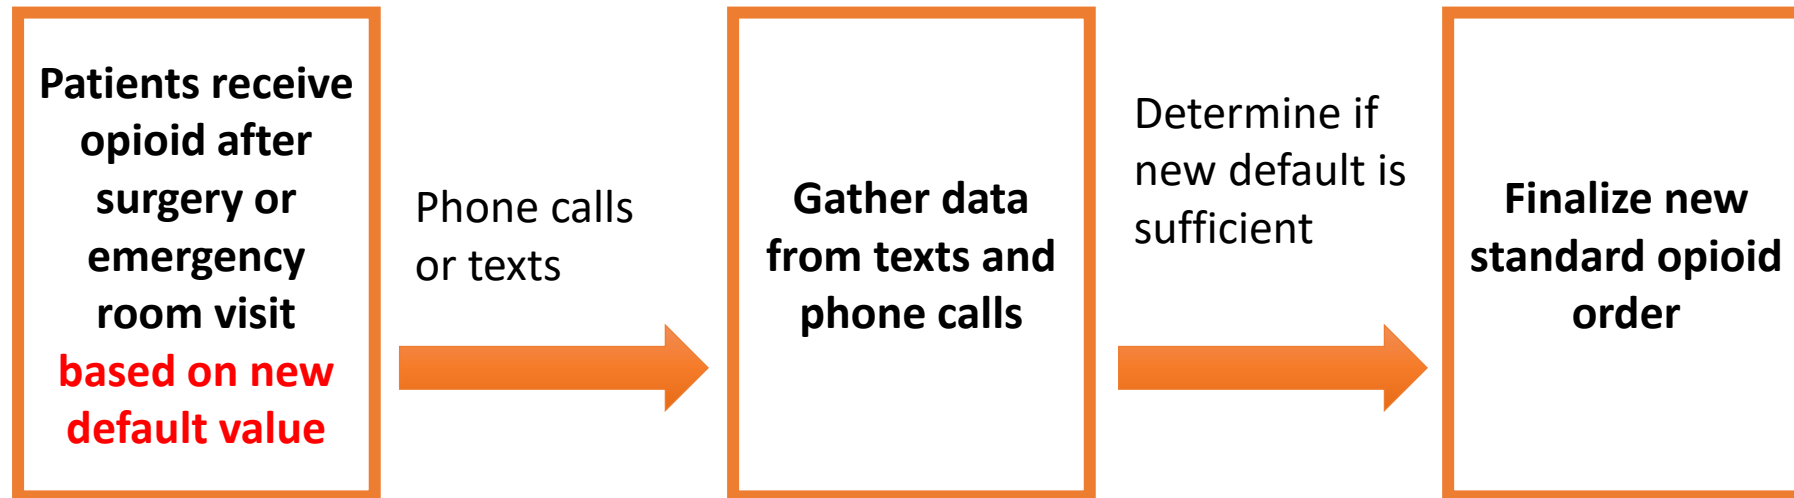 Patients receive
opioid after
surgery or
emergency
room visit
based on new
default value
Phone calls
or texts
Gather data
from texts and
phone calls
Determine if
new default is
sufficient
Finalize new
standard opioid
order